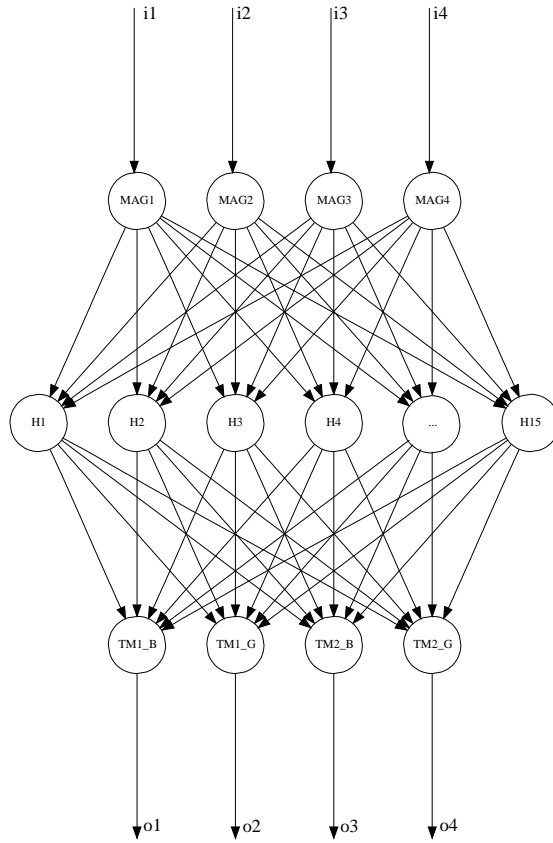 i1 i2 i3 i4
MAG1 MAG2 MAG3 MAG4
H1 H2 H3 H4 ... H15
TM1_B TM1_G TM2_B TM2_G
o1 o2 o3 o4